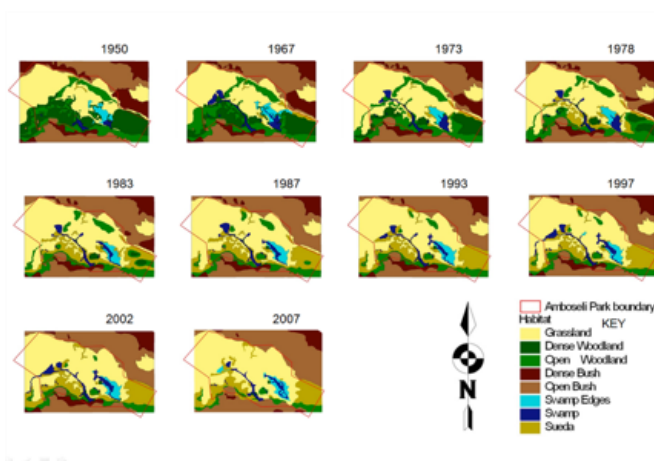 1950 1967 1973 1978
1983 1987 1993 1997
2002 2007
N
Amboseli Park boundary
Habitat KEY
Grassland
Dense Woodland
Open Woodland
Dense Bush
Open Bush
Swamp Edges
Swamp
Sueda